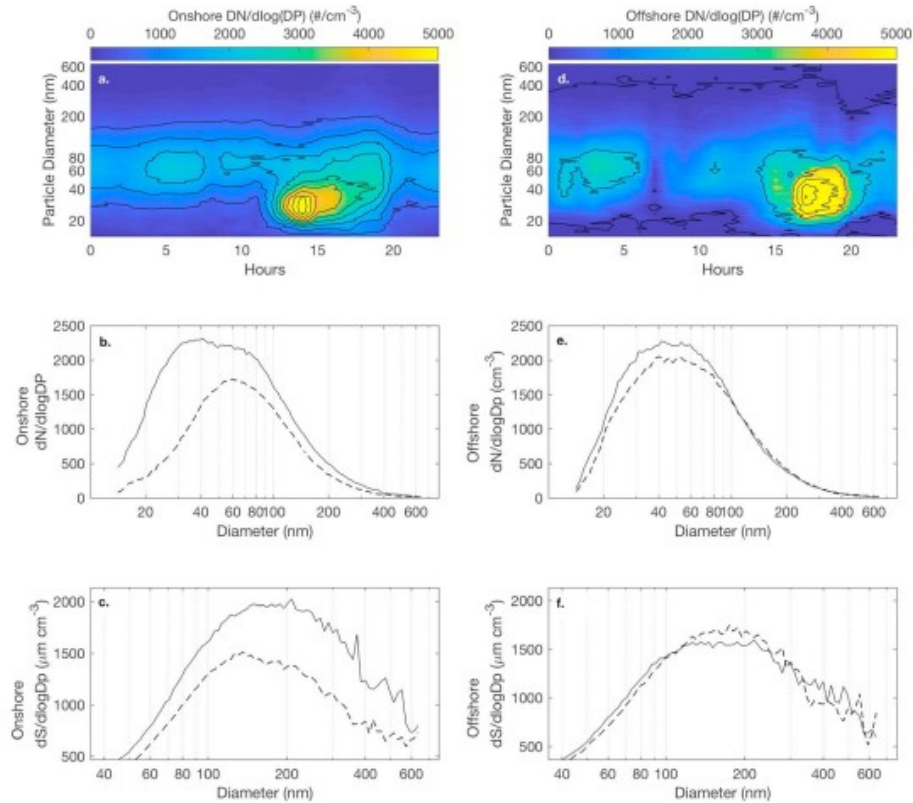 Onshore DN/dlog(DP) (#/cm⁻³)
0 1000 2000 3000 4000 5000
a.
Particle Diameter (nm)
600
400
200
80
60
40
20
0 5 10 15 20
Hours
Offshore DN/dlog(DP) (#/cm⁻³)
0 1000 2000 3000 4000 5000
d.
Particle Diameter (nm)
600
400
200
80
60
40
20
0 5 10 15 20
Hours
b.
Onshore
dN/dlogDP
2500
2000
1500
1000
500
0
20 40 60 80 100 200 400 600
Diameter (nm)
e.
Offshore
dN/dlogDp (cm⁻³)
2500
2000
1500
1000
500
0
20 40 60 80 100 200 400 600
Diameter (nm)
c.
Onshore
dS/dlogDp (μm cm⁻³)
2000
1500
1000
500
40 60 80 100 200 400 600
Diameter (nm)
f.
Offshore
dS/dlogDp (μm cm⁻³)
2000
1500
1000
500
40 60 80 100 200 400 600
Diameter (nm)